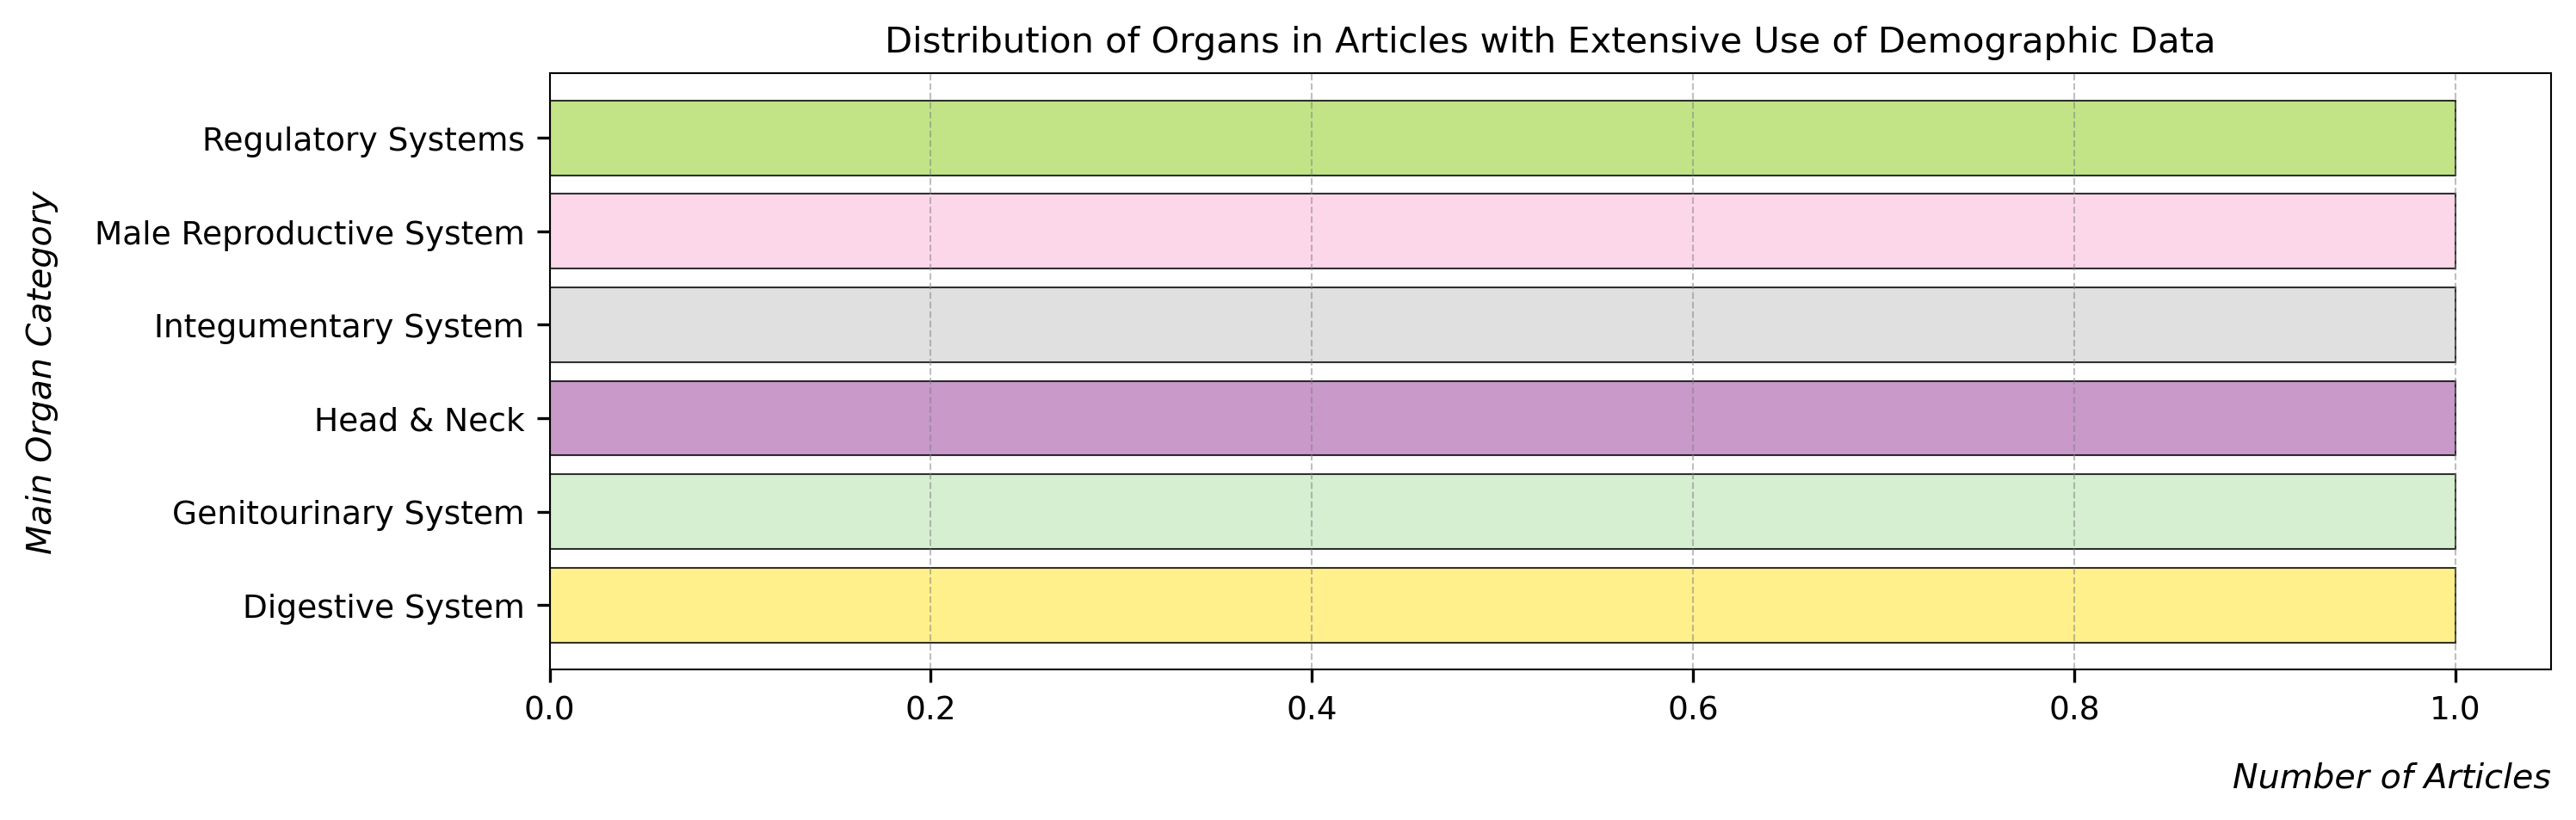 Distribution of Organs in Articles with Extensive Use of Demographic Data
Main Organ Category
Regulatory Systems
Male Reproductive System
Integumentary System
Head & Neck
Genitourinary System
Digestive System
0.0 0.2 0.4 0.6 0.8 1.0
Number of Articles